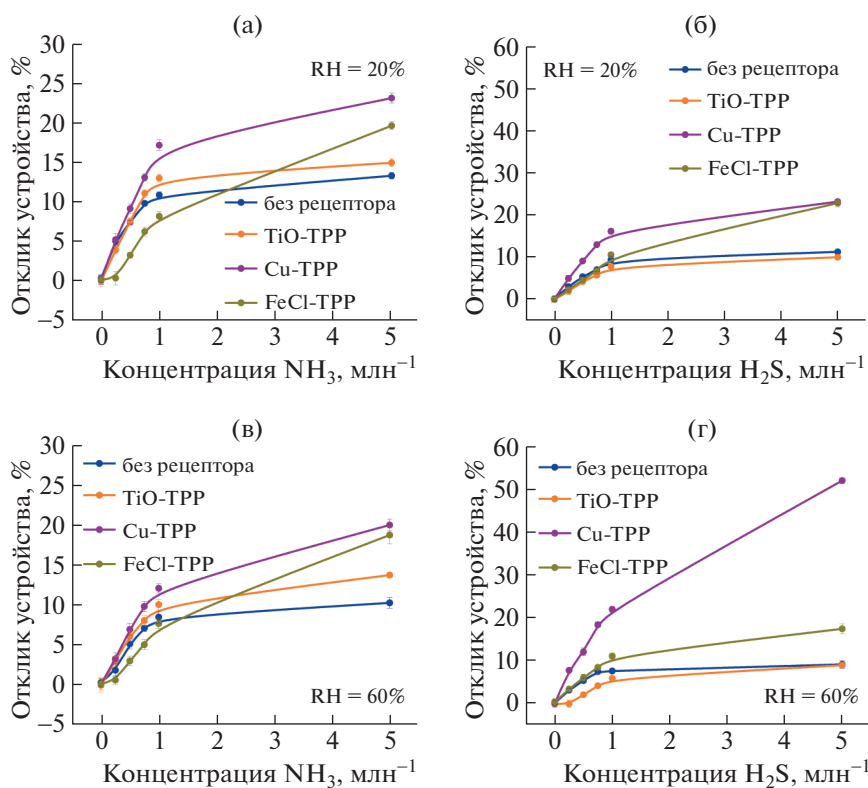 (а)
Отклик устройства, %
30
25
20
15
10
5
0
−5
RH = 20%
без рецептора
TiO-TPP
Cu-TPP
FeCl-TPP
0 1 2 3 4 5
Концентрация NH3, млн−1
(б)
Отклик устройства, %
60
50
40
30
20
10
0
RH = 20%
без рецептора
TiO-TPP
Cu-TPP
FeCl-TPP
0 1 2 3 4 5
Концентрация H2S, млн−1
(в)
Отклик устройства, %
30
25
20
15
10
5
0
−5
без рецептора
TiO-TPP
Cu-TPP
FeCl-TPP
RH = 60%
0 1 2 3 4 5
Концентрация NH3, млн−1
(г)
Отклик устройства, %
60
50
40
30
20
10
0
без рецептора
TiO-TPP
Cu-TPP
FeCl-TPP
RH = 60%
0 1 2 3 4 5
Концентрация H2S, млн−1